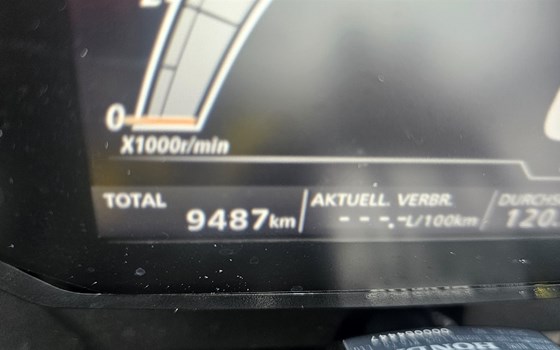 0
X1000r/min
TOTAL
9487km
AKTUELL. VERBR.
---.-L/100km
DURCHS
120